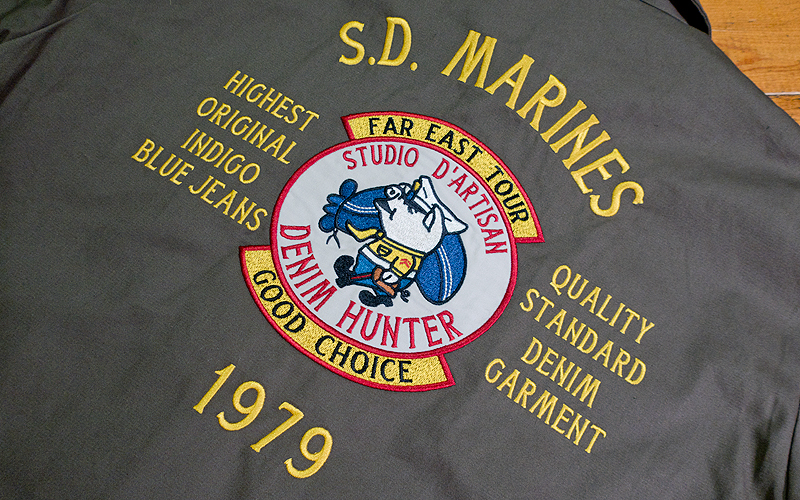 S.D. MARINES
HIGHEST
ORIGINAL
INDIGO
BLUE JEANS
FAR EAST TOUR
STUDIO D'ARTISAN
DENIM HUNTER
GOOD CHOICE
QUALITY
STANDARD
DENIM
GARMENT
1979